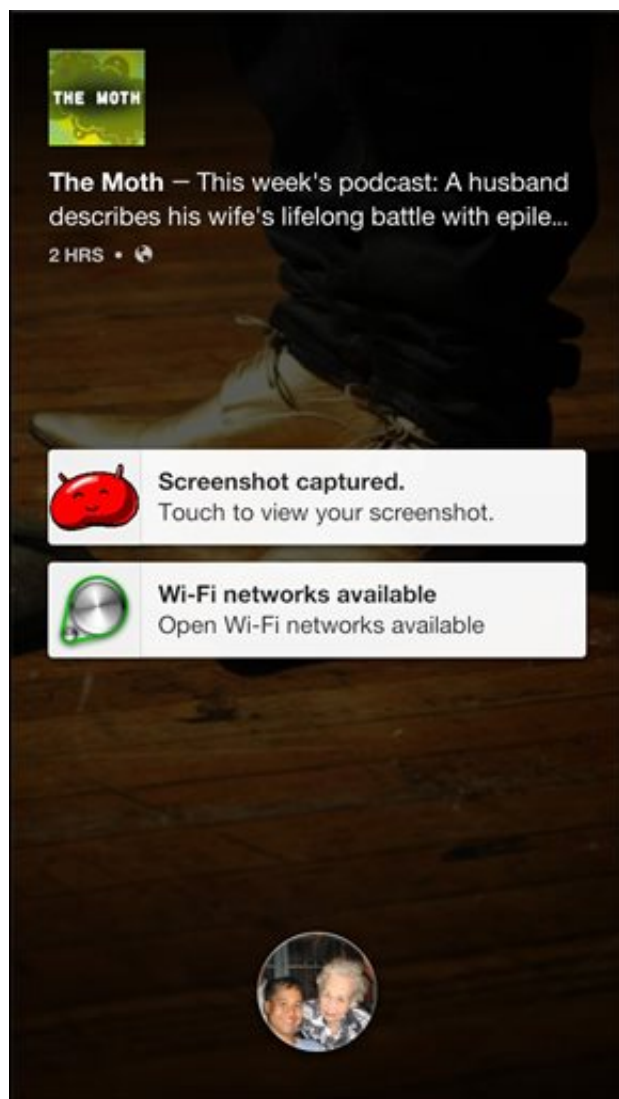 THE MOTH
The Moth — This week's podcast: A husband
describes his wife's lifelong battle with epile...
2 HRS •
Screenshot captured.
Touch to view your screenshot.
Wi-Fi networks available
Open Wi-Fi networks available